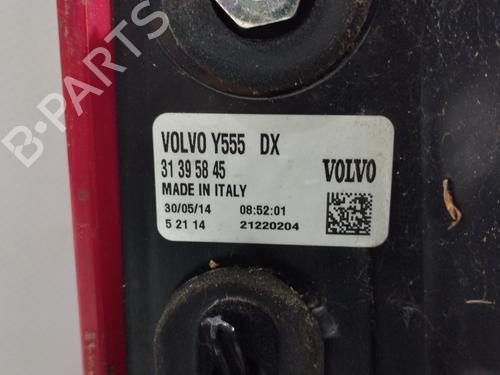 VOLVO Y555 DX
31 39 58 45
VOLVO
MADE IN ITALY
30/05/14 08:52:01
5 21 14 21220204
B-PARTS